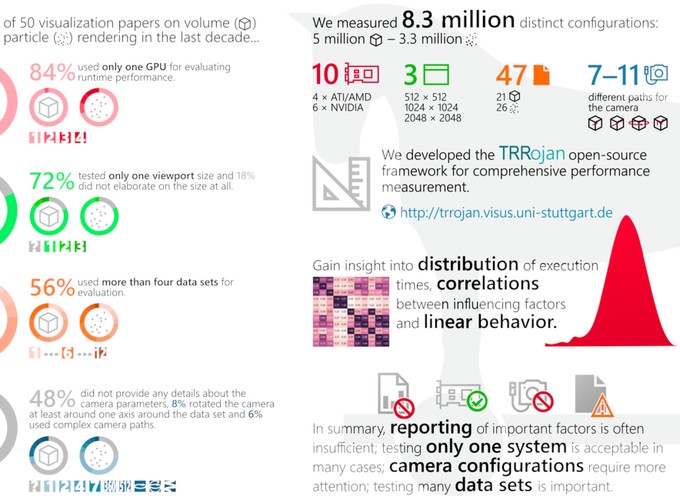 of 50 visualization papers on volume ( )
particle ( ) rendering in the last decade...
84% used only one GPU for evaluating
runtime performance.
1 2 3 4
72% tested only one viewport size and 18%
did not elaborate on the size at all.
? 1 2 3
56% used more than four data sets for
evaluation.
1 ... 6 ... 12
48% did not provide any details about the
camera parameters, 8% rotated the camera
at least around one axis around the data set and 6%
used complex camera paths.
? 1 2 4 7 360 512
We measured 8.3 million distinct configurations:
5 million – 3.3 million
10
4 × ATI/AMD
6 × NVIDIA
3
512 × 512
1024 × 1024
2048 × 2048
47
21
26
7–11
different paths for
the camera
We developed the TRRojan open-source
framework for comprehensive performance
measurement.
http://trrojan.visus.uni-stuttgart.de
Gain insight into distribution of execution
times, correlations
between influencing factors
and linear behavior.
In summary, reporting of important factors is often
insufficient; testing only one system is acceptable in
many cases; camera configurations require more
attention; testing many data sets is important.